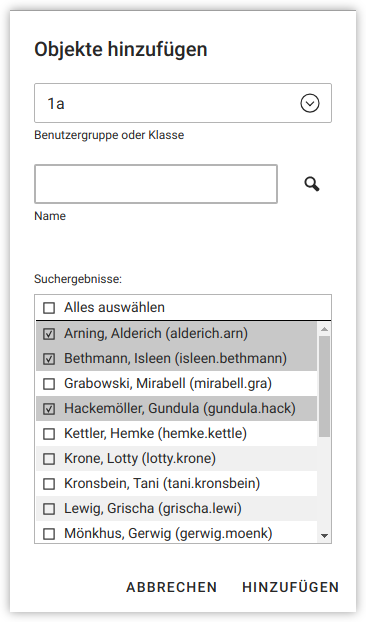 Objekte hinzufügen
1a
Benutzergruppe oder Klasse
Name
Suchergebnisse:
Alles auswählen
Arning, Alderich (alderich.arn)
Bethmann, Isleen (isleen.bethmann)
Grabowski, Mirabell (mirabell.gra)
Hackemöller, Gundula (gundula.hack)
Kettler, Hemke (hemke.kettle)
Krone, Lotty (lotty.krone)
Kronsbein, Tani (tani.kronsbein)
Lewig, Grischa (grischa.lewi)
Mönkhus, Gerwig (gerwig.moenk)
ABBRECHEN HINZUFÜGEN